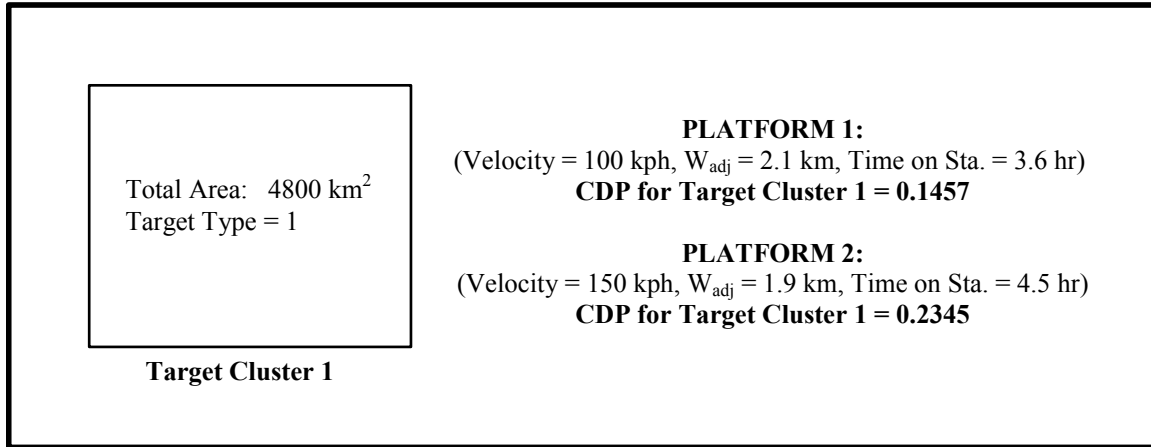 Total Area: 4800 km²
Target Type = 1
Target Cluster 1
PLATFORM 1:
(Velocity = 100 kph, Wadj = 2.1 km, Time on Sta. = 3.6 hr)
CDP for Target Cluster 1 = 0.1457
PLATFORM 2:
(Velocity = 150 kph, Wadj = 1.9 km, Time on Sta. = 4.5 hr)
CDP for Target Cluster 1 = 0.2345